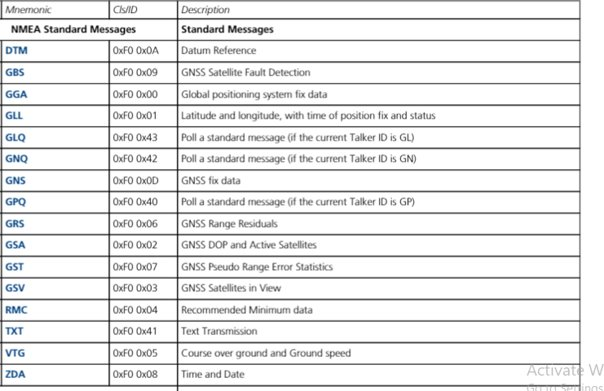 Mnemonic Cls/ID Description
NMEA Standard Messages Standard Messages
DTM 0xF0 0x0A Datum Reference
GBS 0xF0 0x09 GNSS Satellite Fault Detection
GGA 0xF0 0x00 Global positioning system fix data
GLL 0xF0 0x01 Latitude and longitude, with time of position fix and status
GLQ 0xF0 0x43 Poll a standard message (if the current Talker ID is GL)
GNQ 0xF0 0x42 Poll a standard message (if the current Talker ID is GN)
GNS 0xF0 0x0D GNSS fix data
GPQ 0xF0 0x40 Poll a standard message (if the current Talker ID is GP)
GRS 0xF0 0x06 GNSS Range Residuals
GSA 0xF0 0x02 GNSS DOP and Active Satellites
GST 0xF0 0x07 GNSS Pseudo Range Error Statistics
GSV 0xF0 0x03 GNSS Satellites in View
RMC 0xF0 0x04 Recommended Minimum data
TXT 0xF0 0x41 Text Transmission
VTG 0xF0 0x05 Course over ground and Ground speed
ZDA 0xF0 0x08 Time and Date
Activate W